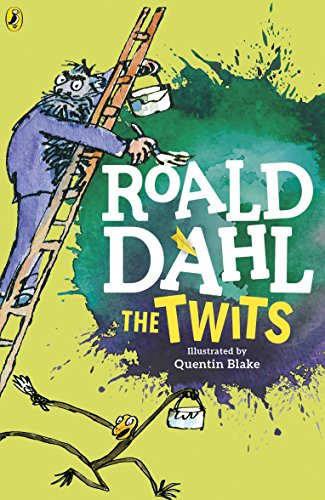 ROALD
DAHL
THE TWITS
Illustrated by
Quentin Blake